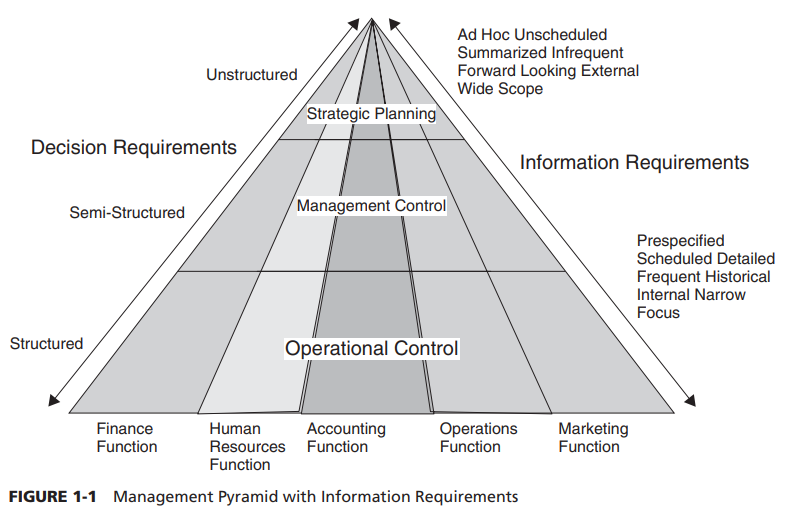 Ad Hoc Unscheduled
Summarized Infrequent
Forward Looking External
Wide Scope
Unstructured
Strategic Planning
Decision Requirements
Information Requirements
Semi-Structured
Management Control
Prespecified
Scheduled Detailed
Frequent Historical
Internal Narrow
Focus
Structured
Operational Control
Finance
Function
Human
Resources
Function
Accounting
Function
Operations
Function
Marketing
Function
FIGURE 1-1 Management Pyramid with Information Requirements